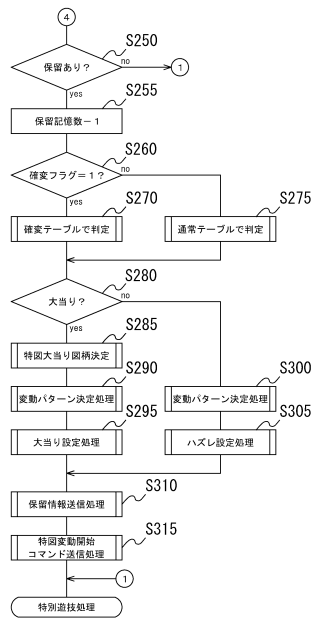 4
S250
保留あり？
no
1
yes
S255
保留記憶数－１
S260
確変フラグ＝１？
no
yes
S270
S275
確変テーブルで判定
通常テーブルで判定
S280
大当り？
no
yes
S285
特図大当り図柄決定
S290
S300
変動パターン決定処理
変動パターン決定処理
S295
S305
大当り設定処理
ハズレ設定処理
S310
保留情報送信処理
S315
特図変動開始
コマンド送信処理
1
特別遊技処理